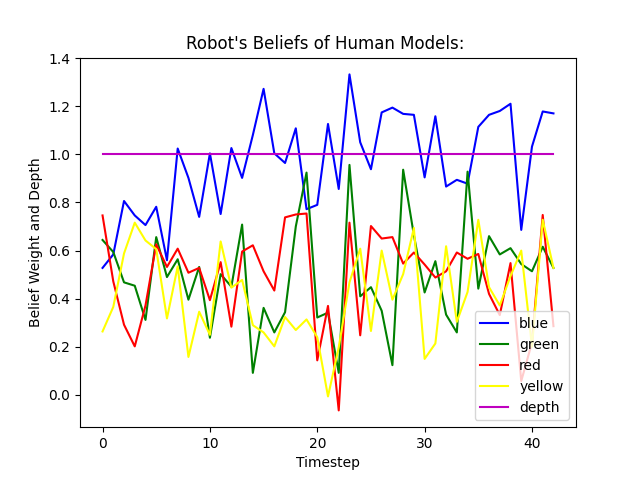 Robot's Beliefs of Human Models:
Belief Weight and Depth
1.4
1.2
1.0
0.8
0.6
0.4
0.2
0.0
0
10
20
30
40
Timestep
blue
green
red
yellow
depth